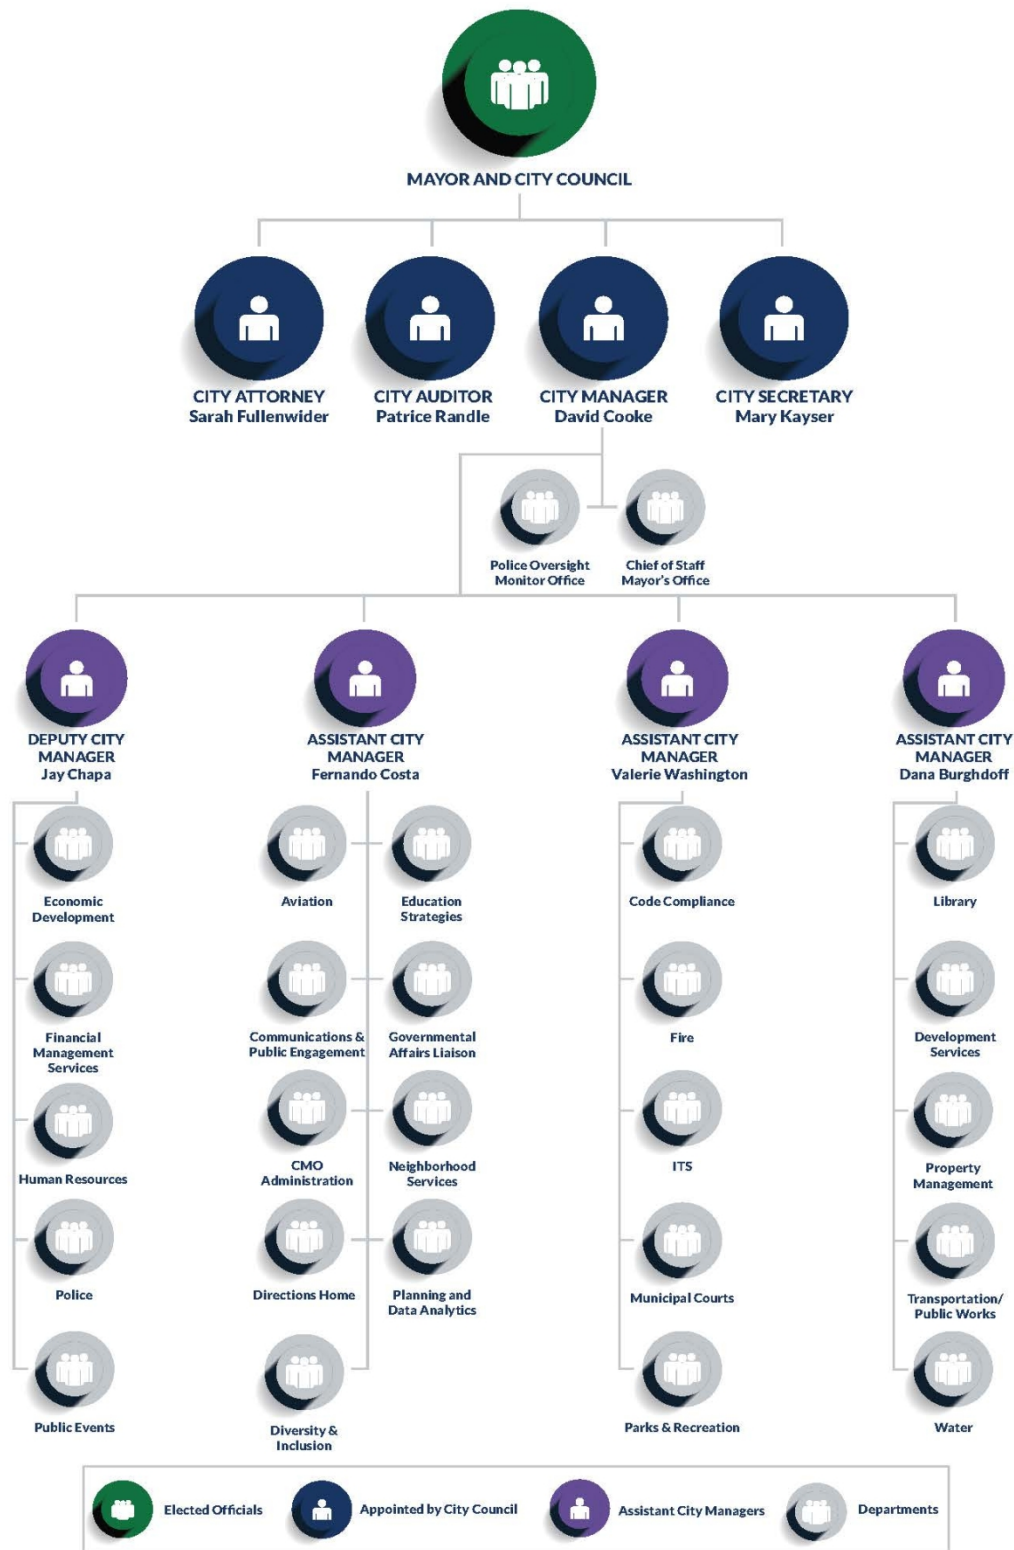 MAYOR AND CITY COUNCIL
CITY ATTORNEY
Sarah Fullenwider
CITY AUDITOR
Patrice Randle
CITY MANAGER
David Cooke
CITY SECRETARY
Mary Kayser
Police Oversight
Monitor Office
Chief of Staff
Mayor's Office
DEPUTY CITY
MANAGER
Jay Chapa
ASSISTANT CITY
MANAGER
Fernando Costa
ASSISTANT CITY
MANAGER
Valerie Washington
ASSISTANT CITY
MANAGER
Dana Burghdoff
Economic
Development
Financial
Management
Services
Human Resources
Police
Public Events
Aviation
Education
Strategies
Communications &
Public Engagement
Governmental
Affairs Liaison
CMO
Administration
Neighborhood
Services
Directions Home
Planning and
Data Analytics
Diversity &
Inclusion
Code Compliance
Fire
ITS
Municipal Courts
Parks & Recreation
Library
Development
Services
Property
Management
Transportation/
Public Works
Water
Elected Officials
Appointed by City Council
Assistant City Managers
Departments